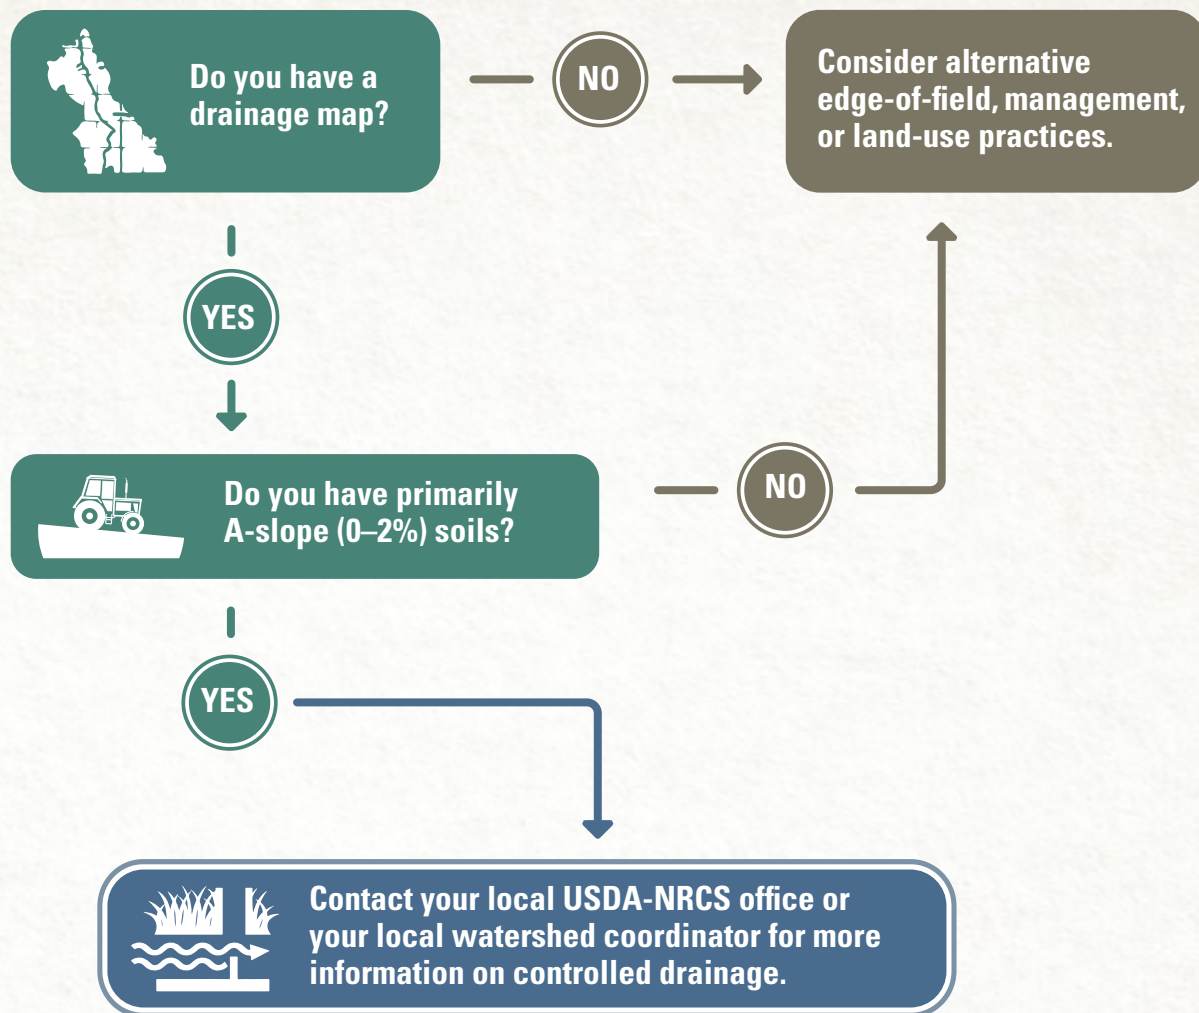 Do you have a
drainage map?
NO
Consider alternative
edge-of-field, management,
or land-use practices.
YES
Do you have primarily
A-slope (0–2%) soils?
NO
YES
Contact your local USDA-NRCS office or
your local watershed coordinator for more
information on controlled drainage.